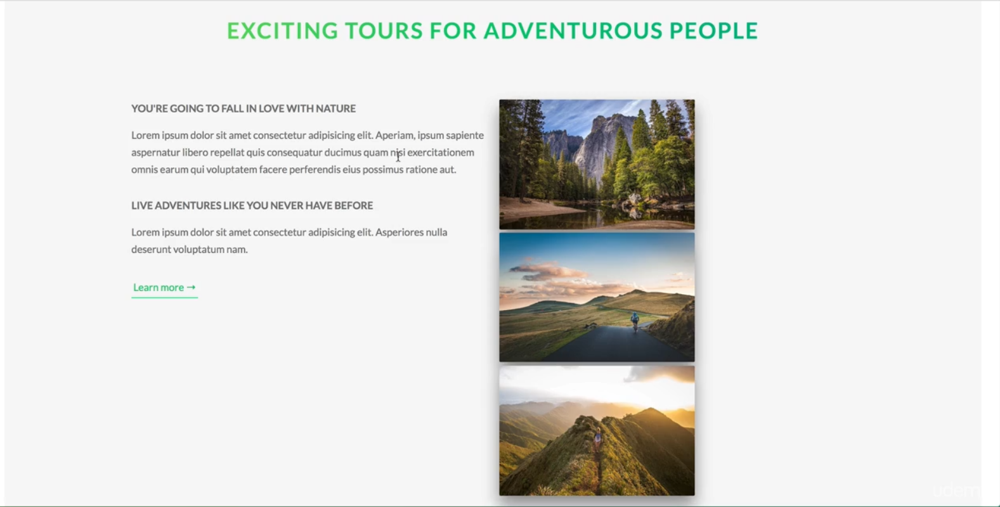 EXCITING TOURS FOR ADVENTUROUS PEOPLE
YOU'RE GOING TO FALL IN LOVE WITH NATURE
Lorem ipsum dolor sit amet consectetur adipisicing elit. Aperiam, ipsum sapiente
aspernatur libero repellat quis consequatur ducimus quam nisi exercitationem
omnis earum qui voluptatem facere perferendis eius possimus ratione aut.
LIVE ADVENTURES LIKE YOU NEVER HAVE BEFORE
Lorem ipsum dolor sit amet consectetur adipisicing elit. Asperiores nulla
deserunt voluptatum nam.
Learn more →